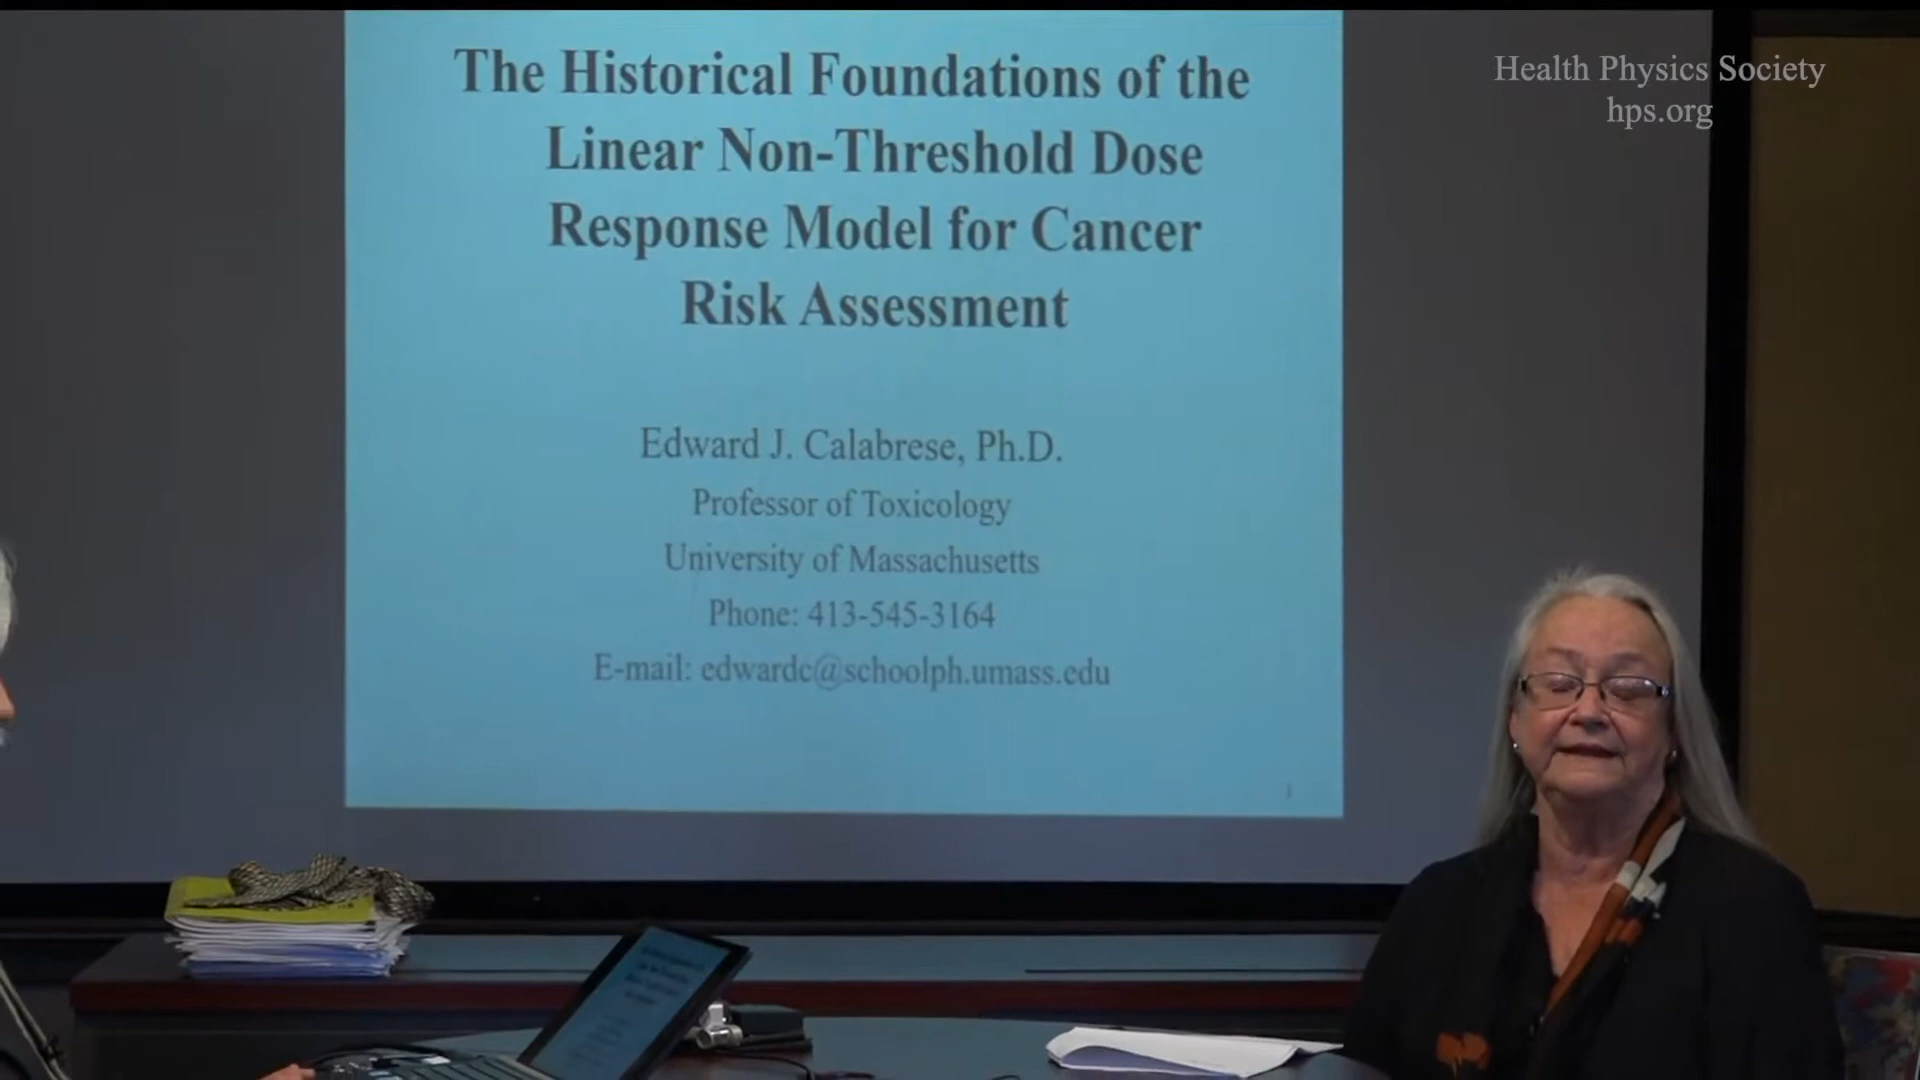 The Historical Foundations of the
Linear Non-Threshold Dose
Response Model for Cancer
Risk Assessment
Edward J. Calabrese, Ph.D.
Professor of Toxicology
University of Massachusetts
Phone: 413-545-3164
E-mail: edwardc@schoolph.umass.edu
1
Health Physics Society
hps.org